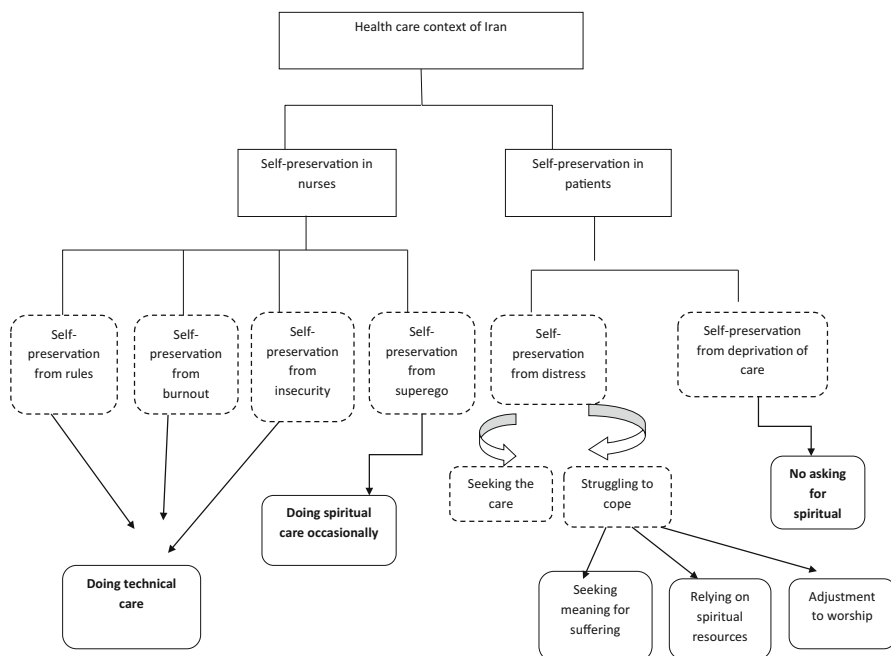 Health care context of Iran
Self-preservation in
nurses
Self-preservation in
patients
Self-
preservation
from rules
Self-
preservation
from
burnout
Self-
preservation
from
insecurity
Self-
preservation
from
superego
Self-
preservation
from distress
Self-preservation
from deprivation of
care
Seeking the
care
Struggling to
cope
No asking
for
spiritual
Doing spiritual
care occasionally
Doing technical
care
Seeking
meaning for
suffering
Relying on
spiritual
resources
Adjustment
to worship